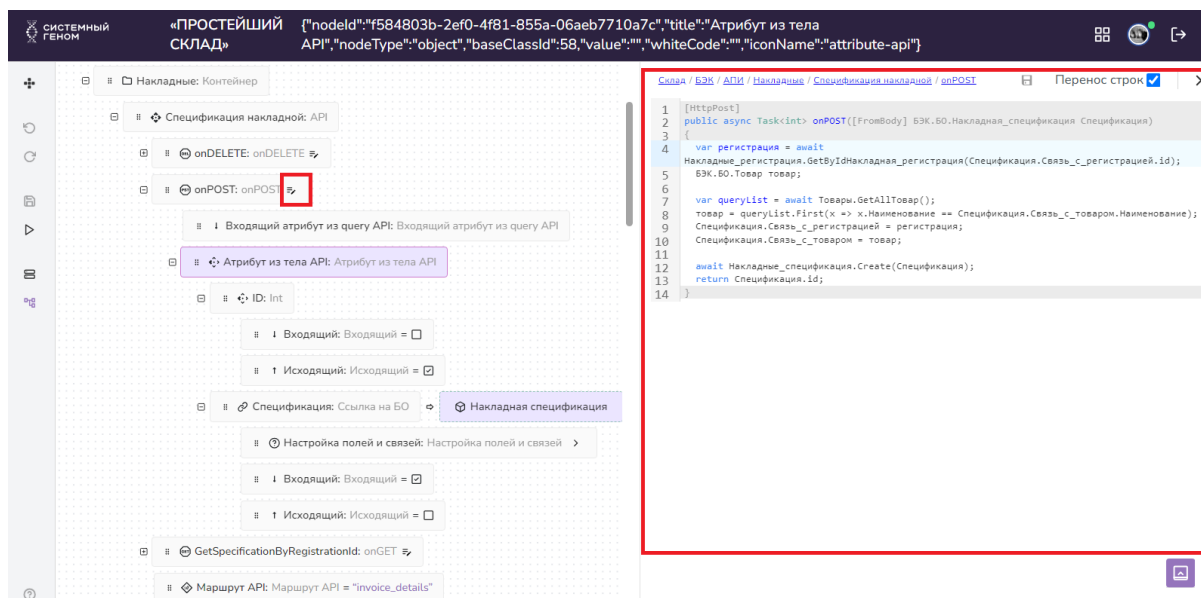 СИСТЕМНЫЙ
ГЕНОМ
«ПРОСТЕЙШИЙ
СКЛАД»
{"nodeId":"f584803b-2ef0-4f81-855a-06aeb7710a7c","title":"Атрибут из тела
API","nodeType":"object","baseClassId":58,"value":"","whiteCode":"","iconName":"attribute-api"}
Накладные: Контейнер
Спецификация накладной: API
onDELETE: onDELETE
onPOST: onPOST
Входящий атрибут из query API: Входящий атрибут из query API
Атрибут из тела API: Атрибут из тела API
ID: Int
Входящий: Входящий =
Исходящий: Исходящий =
Спецификация: Ссылка на БО ⇨ Накладная спецификация
Настройка полей и связей: Настройка полей и связей >
Входящий: Входящий =
Исходящий: Исходящий =
GetSpecificationByRegistrationId: onGET
Маршрут API: Маршрут API = "invoice_details"
Склад / БЭК / АПИ / Накладные / Спецификация накладной / onPOST
Перенос строк
1 [HttpPost]
2 public async Task<int> onPOST([FromBody] БЭК.БО.Накладная_спецификация Спецификация)
3 {
4 var регистрация = await
Накладные_регистрация.GetByIdНакладная_регистрация(Спецификация.Связь_с_регистрацией.id);
5 БЭК.БО.Товар товар;
6
7 var queryList = await Товары.GetAllТовар();
8 товар = queryList.First(x => x.Наименование == Спецификация.Связь_с_товаром.Наименование);
9 Спецификация.Связь_с_регистрацией = регистрация;
10 Спецификация.Связь_с_товаром = товар;
11
12 await Накладные_спецификация.Create(Спецификация);
13 return Спецификация.id;
14 }